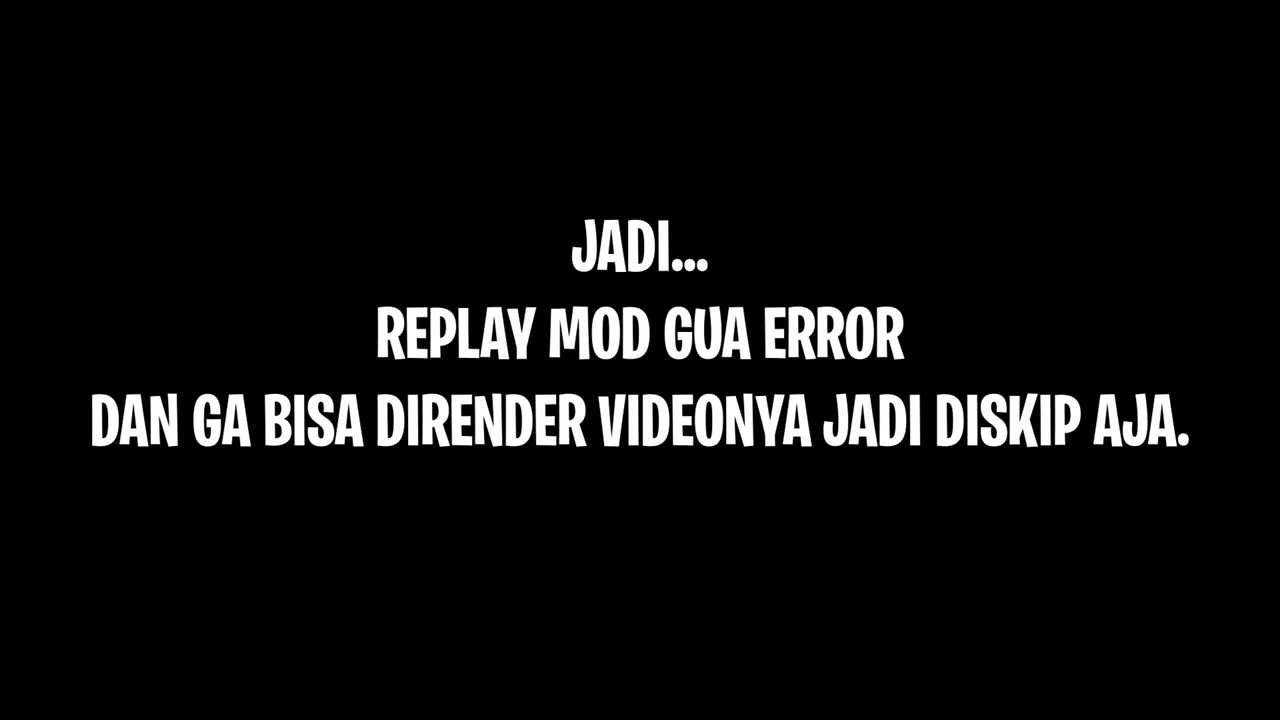 JADI...
REPLAY MOD GUA ERROR
DAN GA BISA DIRENDER VIDEONYA JADI DISKIP AJA.